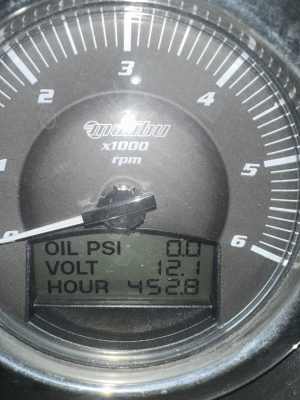 3
2 4
malibu
x1000
rpm
1 5
0 6
OIL PSI 0.0
VOLT 12.1
HOUR 452.8